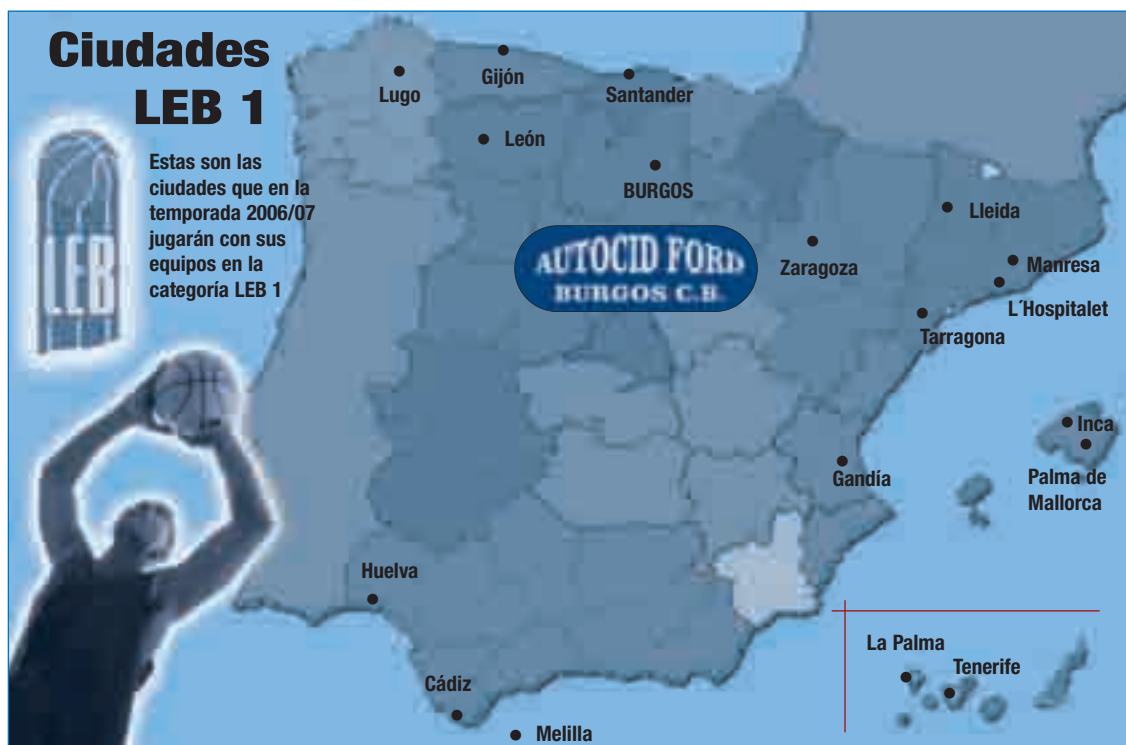 Ciudades
LEB 1
Estas son las
ciudades que en la
temporada 2006/07
jugarán con sus
equipos en la
categoría LEB 1
LEB
Lugo
Gijón
Santander
León
BURGOS
AUTOCID FORD
BURGOS C.B.
Zaragoza
Lleida
Manresa
L´Hospitalet
Tarragona
Inca
Palma de
Mallorca
Gandía
Huelva
Cádiz
Melilla
La Palma
Tenerife